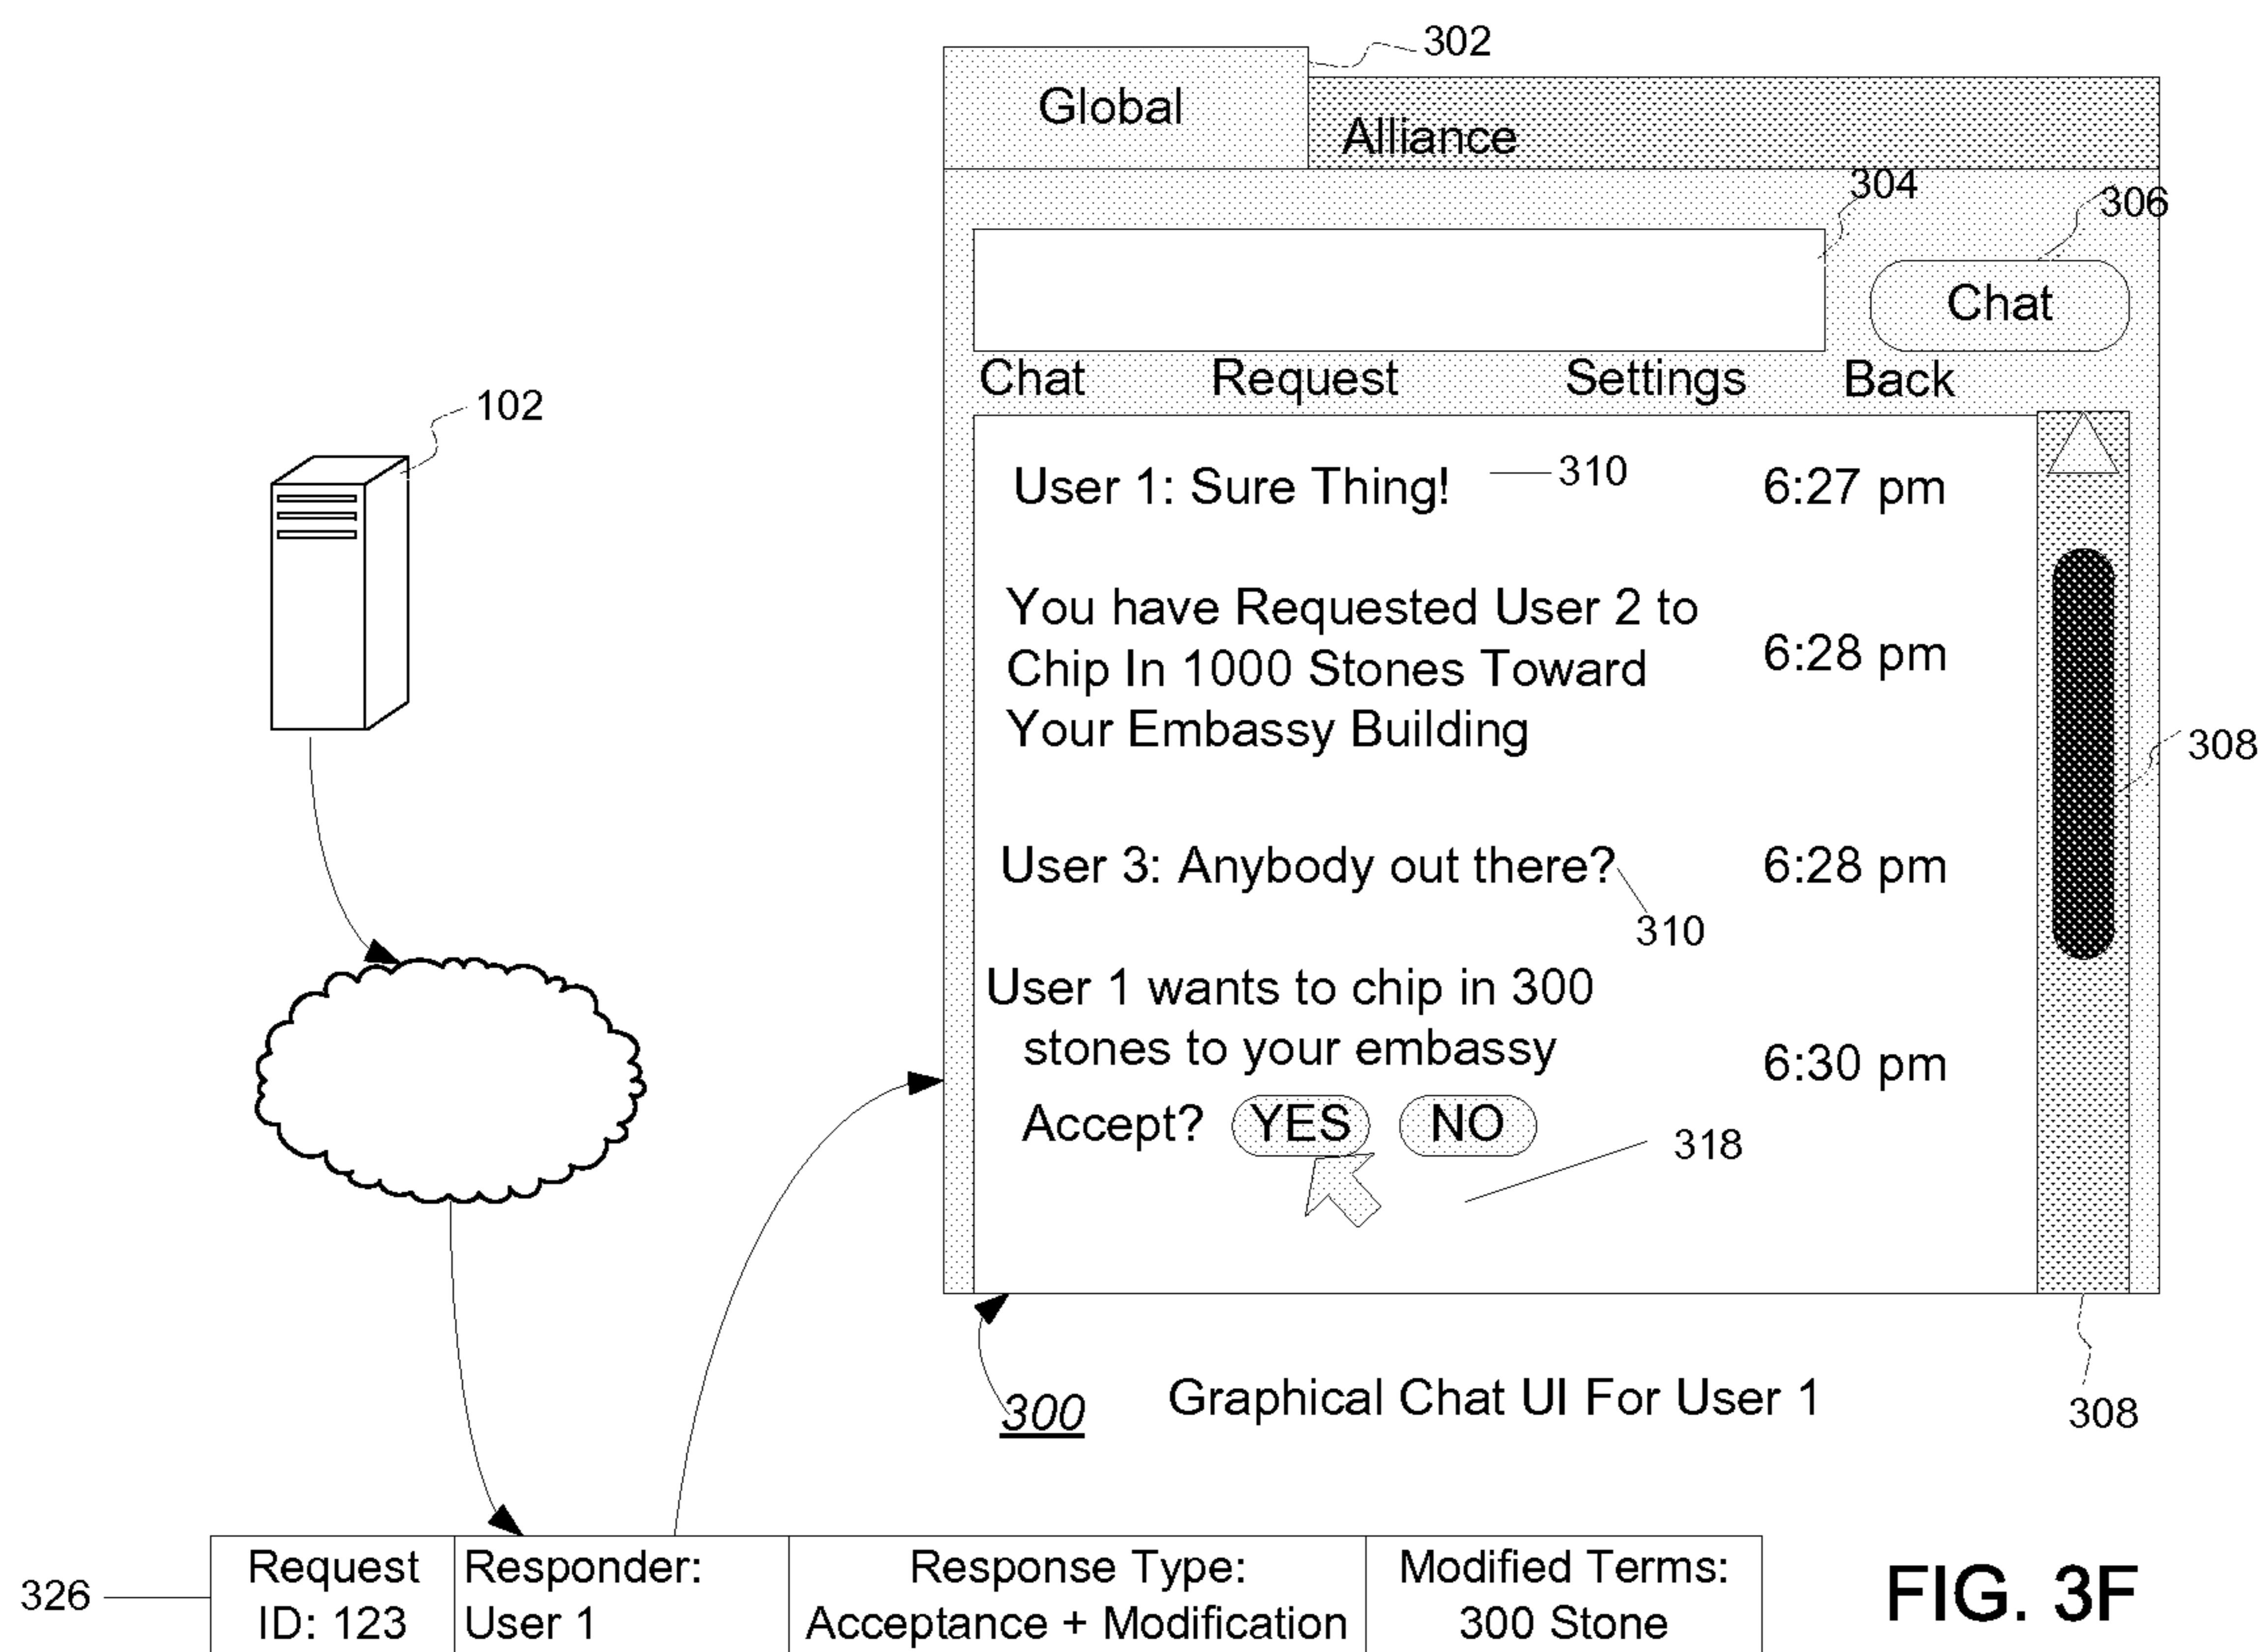 302
Global
Alliance
304
306
Chat
Chat Request Settings Back
102
User 1: Sure Thing! 310 6:27 pm
You have Requested User 2 to
Chip In 1000 Stones Toward
Your Embassy Building
6:28 pm
308
User 3: Anybody out there? 6:28 pm
310
User 1 wants to chip in 300
stones to your embassy
6:30 pm
Accept? YES NO
318
300
Graphical Chat UI For User 1
308
326
Request
ID: 123
Responder:
User 1
Response Type:
Acceptance + Modification
Modified Terms:
300 Stone
FIG. 3F